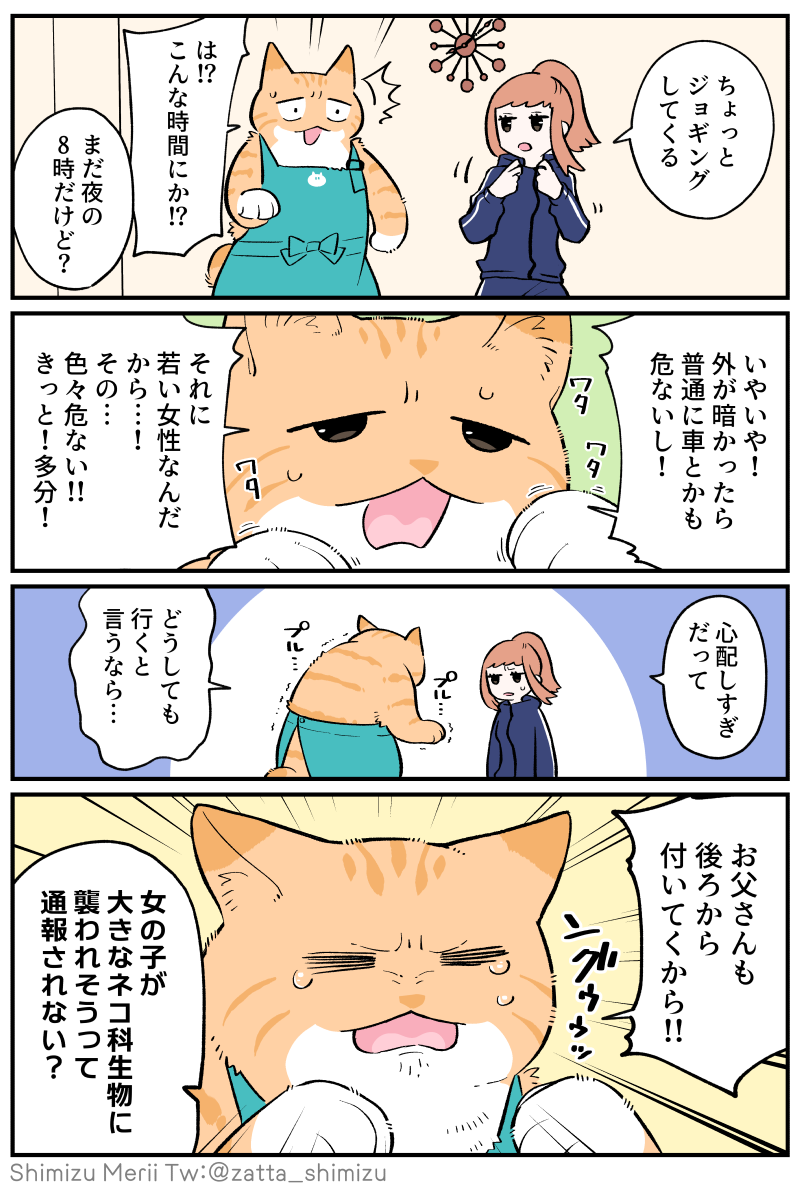 ちょっと
ジョギング
してくる
は!?
こんな時間にか!?
まだ夜の
8時だけど？
いやいや！
外が暗かったら
普通に車とかも
危ないし！
ワタ
ワタ
ワタ
それに
若い女性なんだ
から…！
その…
色々危ない!!
きっと！多分！
心配しすぎ
だって
プル…
プル…
どうしても
行くと
言うなら…
お父さんも
後ろから
付いてくから!!
ングゥゥッ
女の子が
大きなネコ科生物に
襲われそうって
通報されない？
Shimizu Merii Tw:@zatta_shimizu